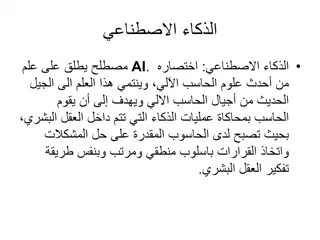 الذكاء الاصطناعي
• الذكاء الاصطناعي: اختصاره AI. مصطلح يطلق على علم
من أحدث علوم الحاسب الآلي، وينتمي هذا العلم الى الجيل
الحديث من أجيال الحاسب الالي ويهدف إلى أن يقوم
الحاسب بمحاكاة عمليات الذكاء التي تتم داخل العقل البشري،
بحيث تصبح لدى الحاسوب المقدرة على حل المشكلات
واتخاذ القرارات باسلوب منطقي ومرتب وبنفس طريقة
تفكير العقل البشري.